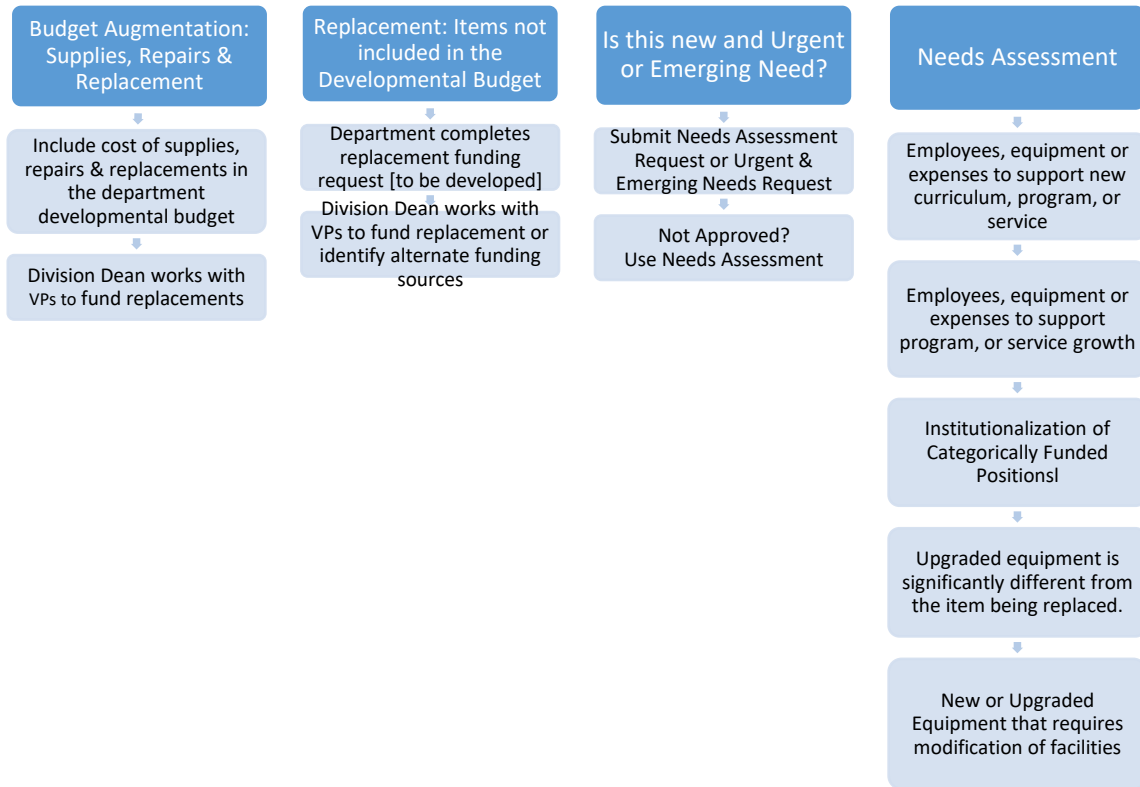 Budget Augmentation:
Supplies, Repairs &
Replacement
Include cost of supplies,
repairs & replacements in
the department
developmental budget
Division Dean works with
VPs to fund replacements
Replacement: Items not
included in the
Developmental Budget
Department completes
replacement funding
request [to be developed]
Division Dean works with
VPs to fund replacement or
identify alternate funding
sources
Is this new and Urgent
or Emerging Need?
Submit Needs Assessment
Request or Urgent &
Emerging Needs Request
Not Approved?
Use Needs Assessment
Needs Assessment
Employees, equipment or
expenses to support new
curriculum, program, or
service
Employees, equipment or
expenses to support
program, or service growth
Institutionalization of
Categorically Funded
Positionsl
Upgraded equipment is
significantly different from
the item being replaced.
New or Upgraded
Equipment that requires
modification of facilities